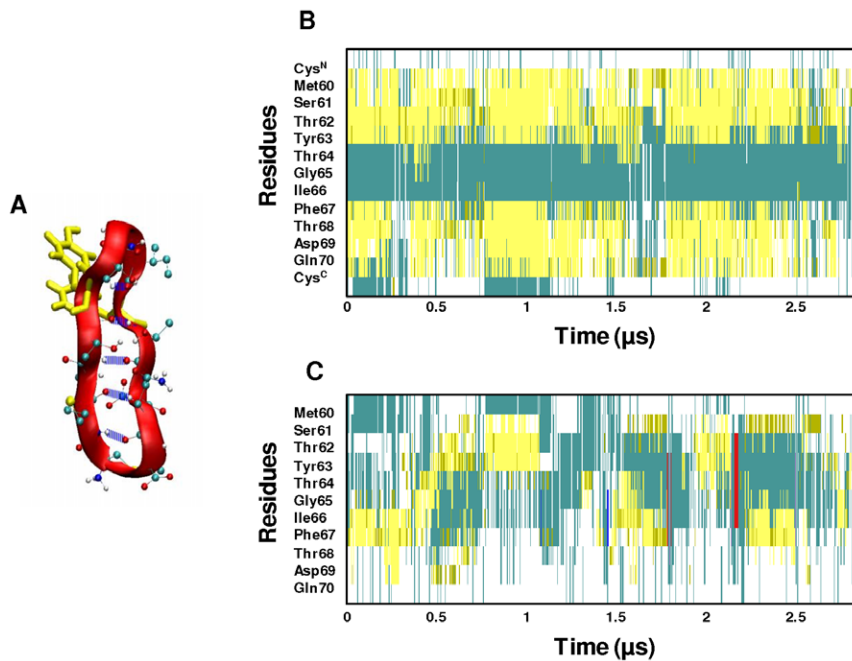 A
B
Residues
Cysᴺ
Met60
Ser61
Thr62
Tyr63
Thr64
Gly65
Ile66
Phe67
Thr68
Asp69
Gln70
Cysᶜ
0 0.5 1 1.5 2 2.5
Time (µs)
C
Residues
Met60
Ser61
Thr62
Tyr63
Thr64
Gly65
Ile66
Phe67
Thr68
Asp69
Gln70
0 0.5 1 1.5 2 2.5
Time (µs)